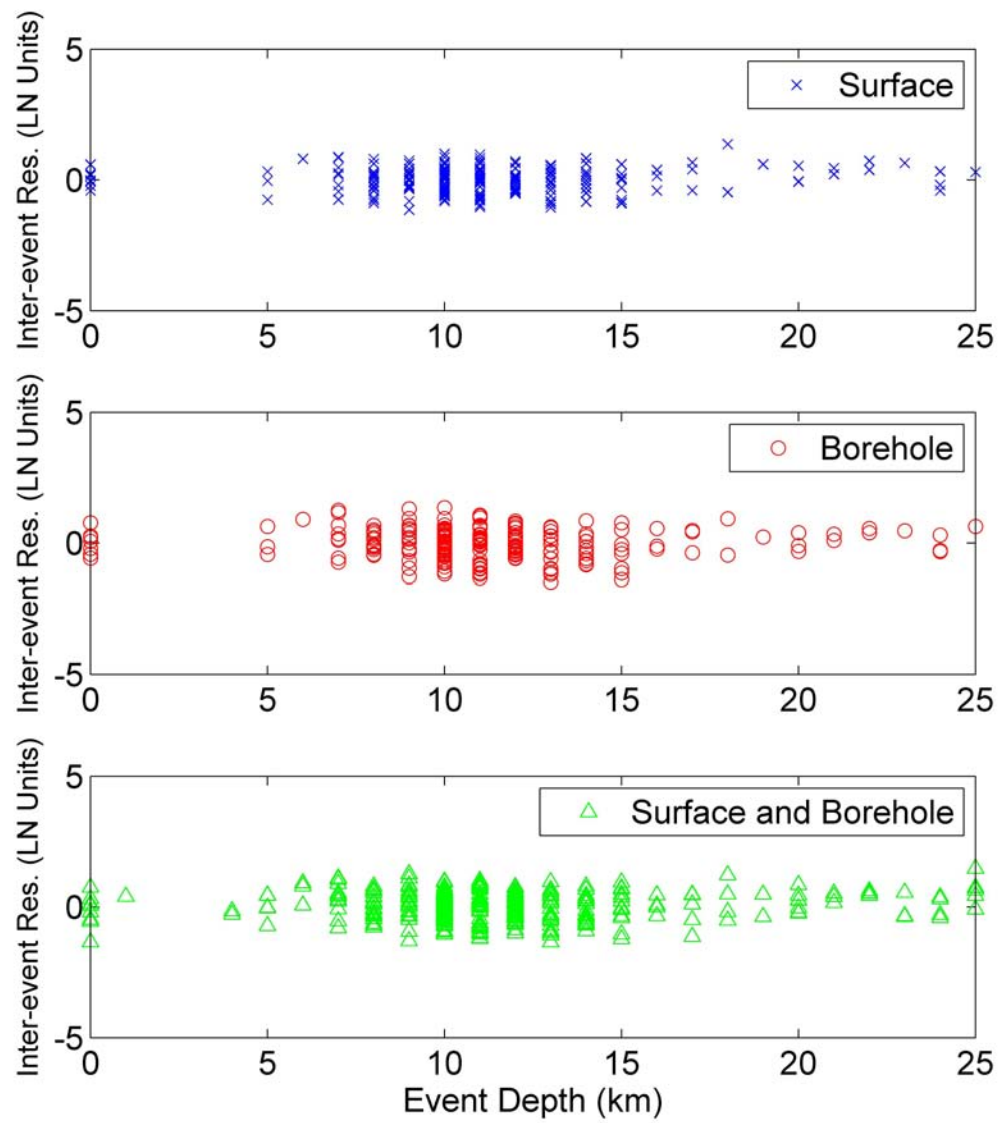 Inter-event Res. (LN Units)
5
0
-5
Surface
0 5 10 15 20 25
Inter-event Res. (LN Units)
5
0
-5
Borehole
0 5 10 15 20 25
Inter-event Res. (LN Units)
5
0
-5
Surface and Borehole
0 5 10 15 20 25
Event Depth (km)